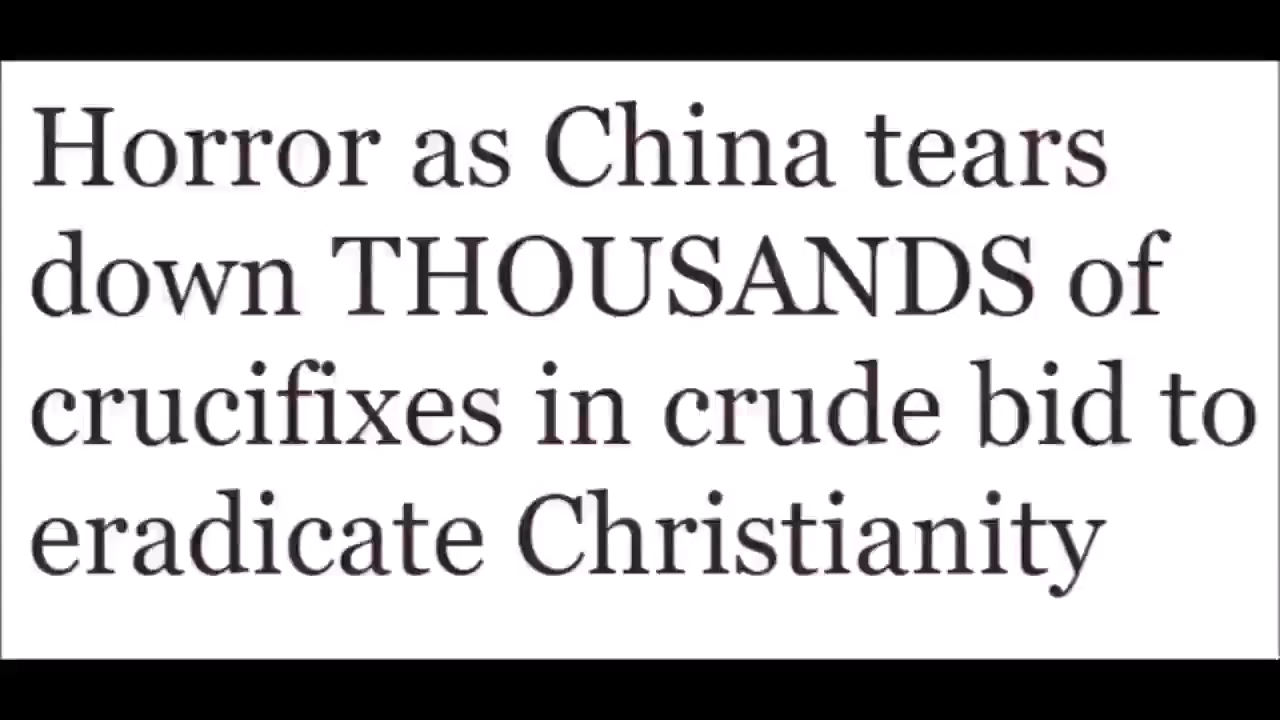 Horror as China tears
down THOUSANDS of
crucifixes in crude bid to
eradicate Christianity